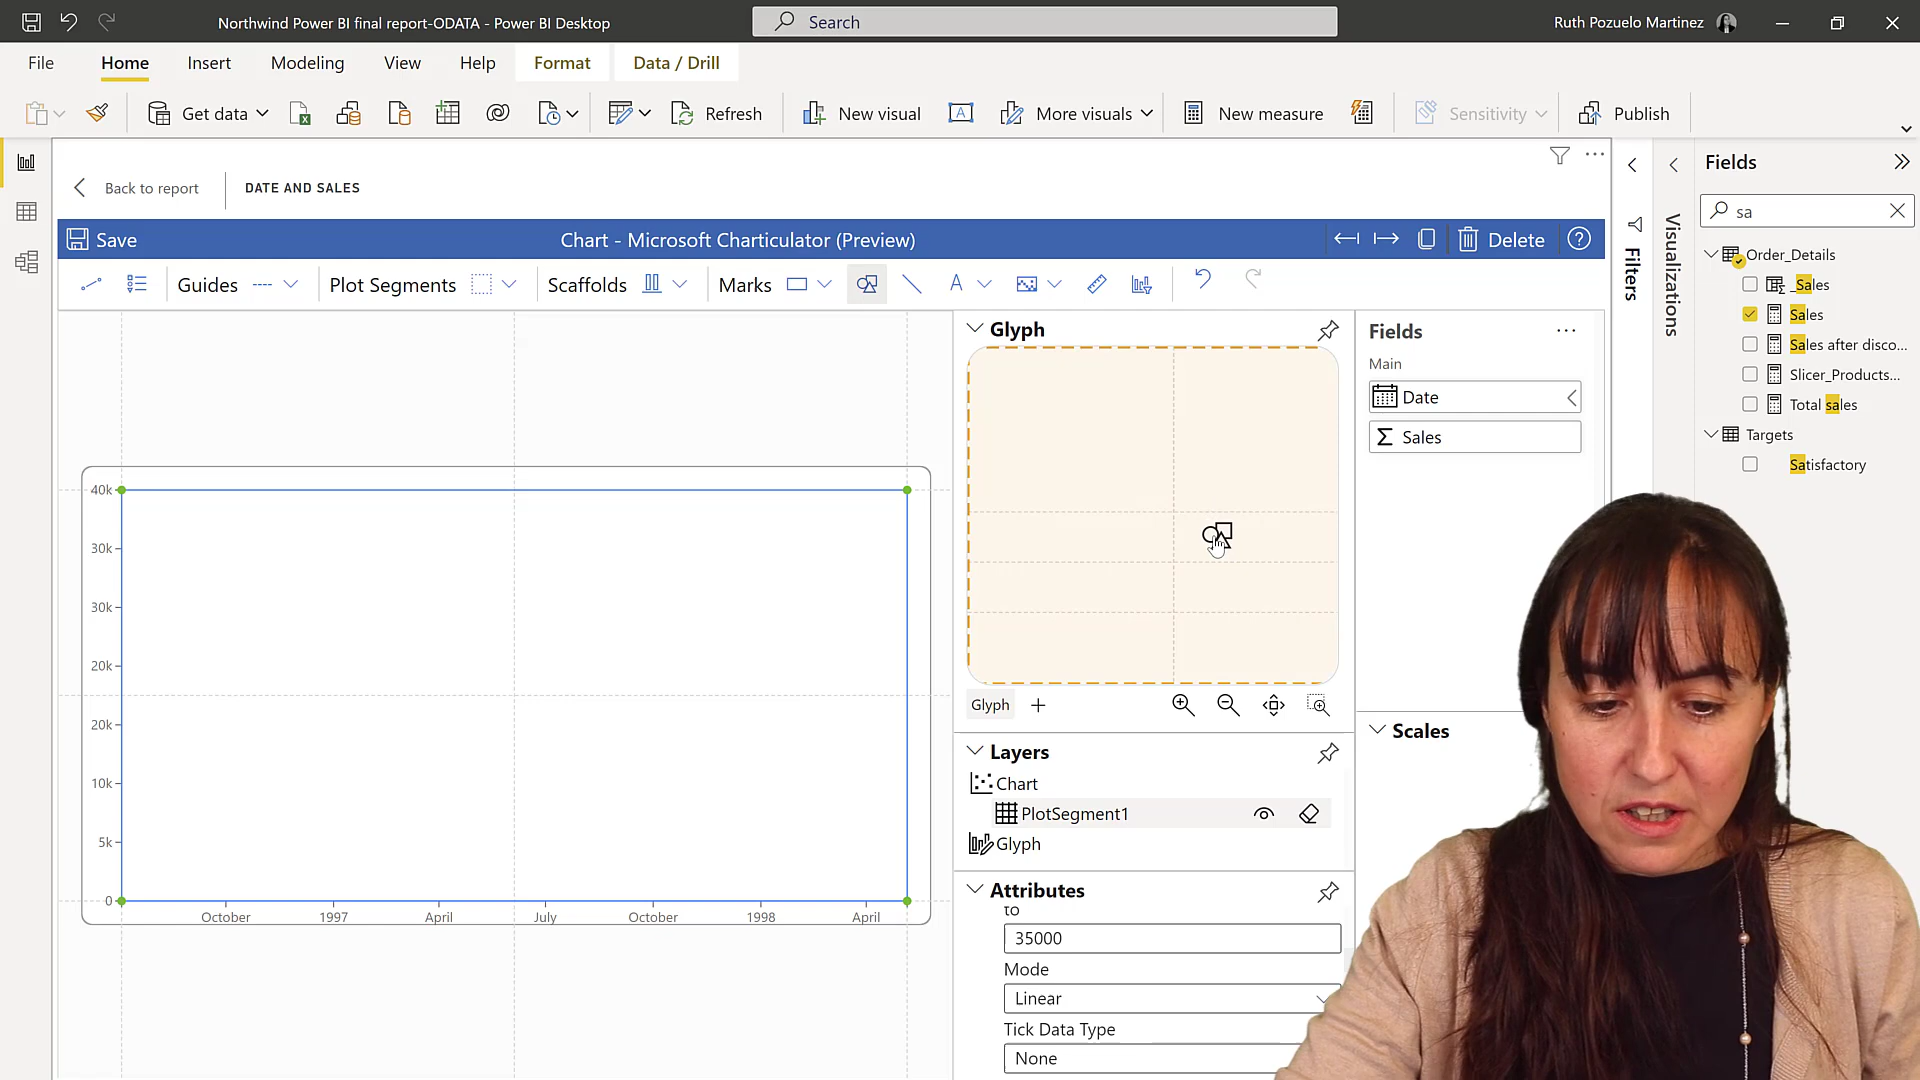 Northwind Power BI final report-ODATA - Power BI Desktop
Search
Ruth Pozuelo Martinez
File Home Insert Modeling View Help Format Data / Drill
Get data Refresh New visual More visuals New measure Sensitivity Publish
Back to report DATE AND SALES
Save Chart - Microsoft Charticulator (Preview) Delete
Guides Plot Segments Scaffolds Marks A
Glyph
Glyph
Layers
Chart
PlotSegment1
Glyph
Attributes
to
35000
Mode
Linear
Tick Data Type
None
40k
30k
30k
20k
20k
10k
5k
0
October 1997 April July October 1998 April
Fields
Main
Date
Sales
Scales
Filters
Visualizations
Fields
sa
Order_Details
_Sales
Sales
Sales after disco...
Slicer_Products...
Total sales
Targets
Satisfactory